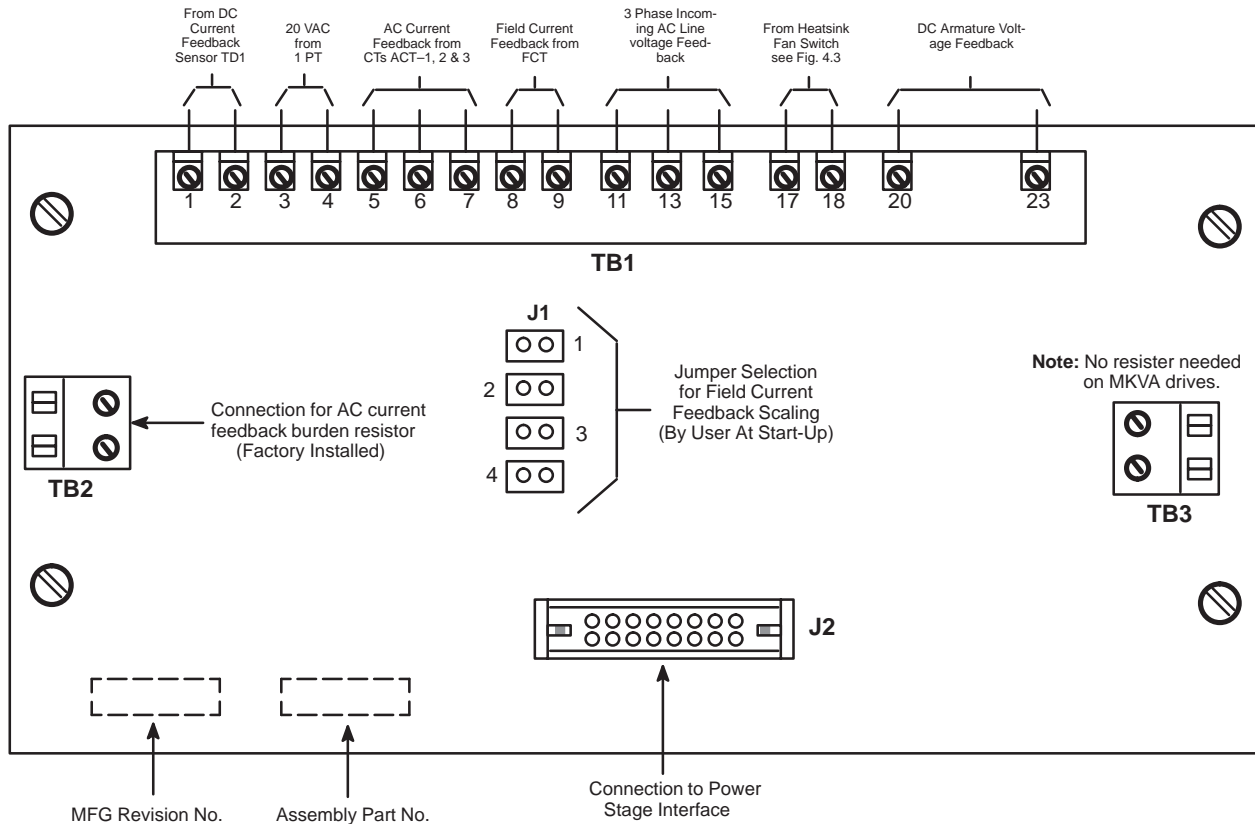 From DC
Current
Feedback
Sensor TD1
20 VAC
from
1 PT
AC Current
Feedback from
CTs ACT–1, 2 & 3
Field Current
Feedback from
FCT
3 Phase Incom-
ing AC Line
voltage Feed-
back
From Heatsink
Fan Switch
see Fig. 4.3
DC Armature Volt-
age Feedback
1 2 3 4 5 6 7 8 9 11 13 15 17 18 20 23
TB1
J1
1
2
3
4
Jumper Selection
for Field Current
Feedback Scaling
(By User At Start-Up)
Connection for AC current
feedback burden resistor
(Factory Installed)
TB2
Note: No resister needed
on MKVA drives.
TB3
J2
MFG Revision No.
Assembly Part No.
Connection to Power
Stage Interface